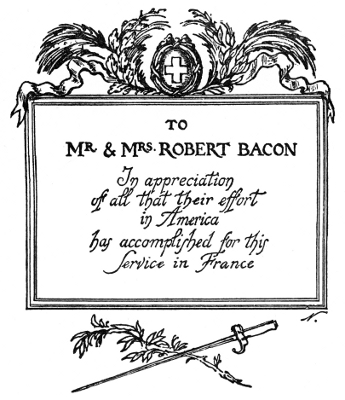 TO
MR & MRS. ROBERT BACON
In appreciation
of all that their effort
in America
has accomplished for this
Service in France